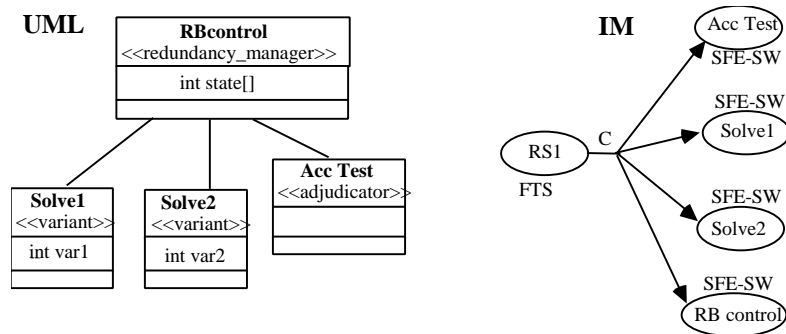 UML
RBcontrol
<<redundancy_manager>>
int state[]
Solve1
<<variant>>
int var1
Solve2
<<variant>>
int var2
Acc Test
<<adjudicator>>
IM
Acc Test
SFE-SW
SFE-SW
Solve1
C
RS1
FTS
SFE-SW
Solve2
SFE-SW
RB control